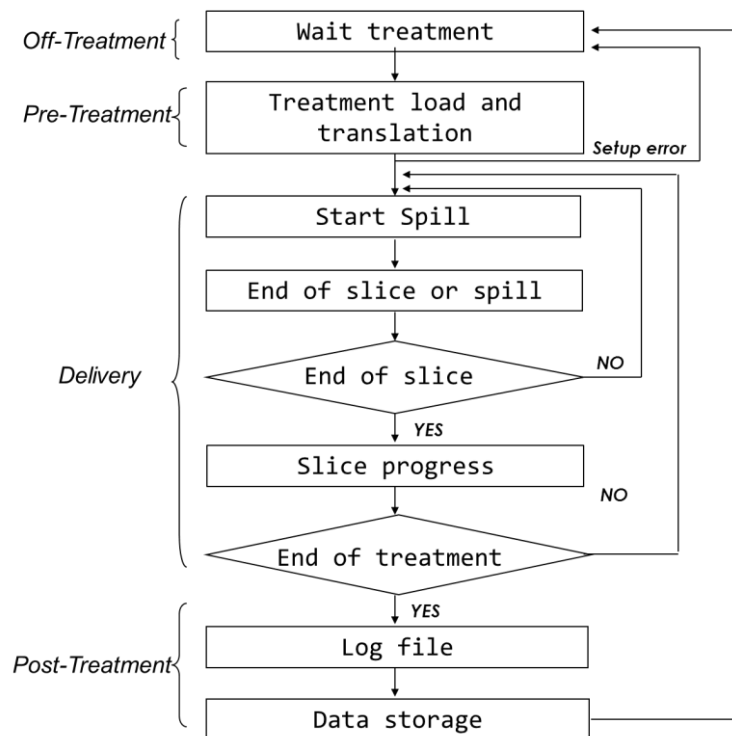 Off-Treatment
Wait treatment
Pre-Treatment
Treatment load and
translation
Setup error
Start Spill
End of slice or spill
Delivery
End of slice
NO
YES
Slice progress
NO
End of treatment
YES
Post-Treatment
Log file
Data storage